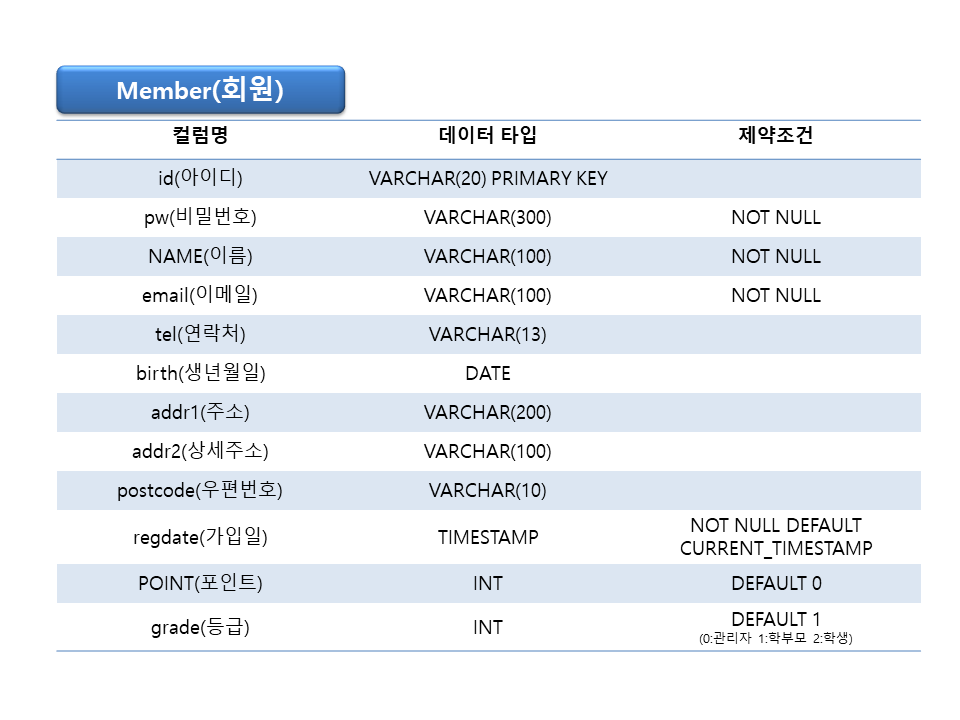 Member(회원)
컬럼명 데이터 타입 제약조건
id(아이디) VARCHAR(20) PRIMARY KEY
pw(비밀번호) VARCHAR(300) NOT NULL
NAME(이름) VARCHAR(100) NOT NULL
email(이메일) VARCHAR(100) NOT NULL
tel(연락처) VARCHAR(13)
birth(생년월일) DATE
addr1(주소) VARCHAR(200)
addr2(상세주소) VARCHAR(100)
postcode(우편번호) VARCHAR(10)
regdate(가입일) TIMESTAMP NOT NULL DEFAULT
CURRENT_TIMESTAMP
POINT(포인트) INT DEFAULT 0
grade(등급) INT DEFAULT 1
(0:관리자 1:학부모 2:학생)